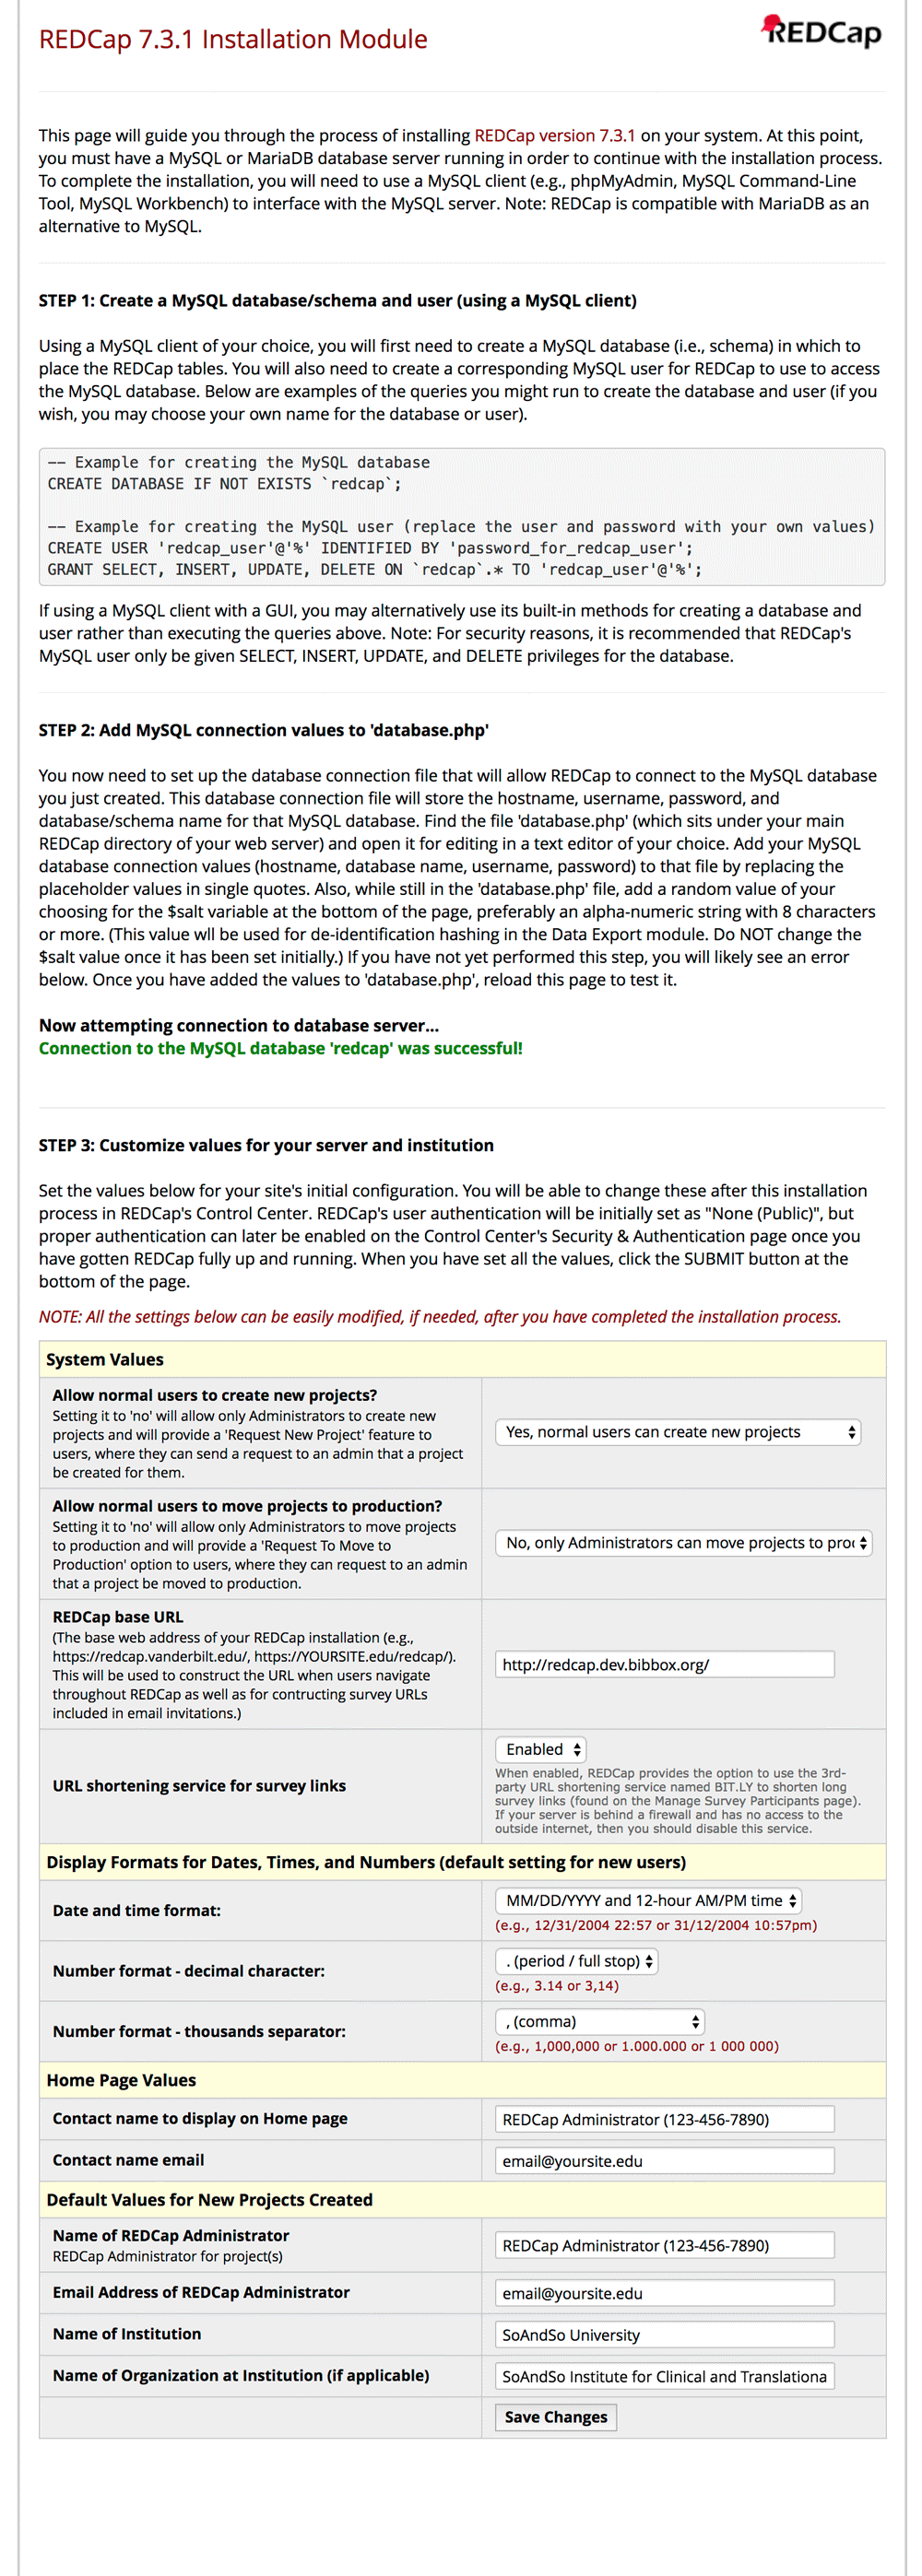 REDCap 7.3.1 Installation Module
REDCap
This page will guide you through the process of installing REDCap version 7.3.1 on your system. At this point,
you must have a MySQL or MariaDB database server running in order to continue with the installation process.
To complete the installation, you will need to use a MySQL client (e.g., phpMyAdmin, MySQL Command-Line
Tool, MySQL Workbench) to interface with the MySQL server. Note: REDCap is compatible with MariaDB as an
alternative to MySQL.
STEP 1: Create a MySQL database/schema and user (using a MySQL client)
Using a MySQL client of your choice, you will first need to create a MySQL database (i.e., schema) in which to
place the REDCap tables. You will also need to create a corresponding MySQL user for REDCap to use to access
the MySQL database. Below are examples of the queries you might run to create the database and user (if you
wish, you may choose your own name for the database or user).
-- Example for creating the MySQL database
CREATE DATABASE IF NOT EXISTS `redcap`;
-- Example for creating the MySQL user (replace the user and password with your own values)
CREATE USER 'redcap_user'@'%' IDENTIFIED BY 'password_for_redcap_user';
GRANT SELECT, INSERT, UPDATE, DELETE ON `redcap`.* TO 'redcap_user'@'%';
If using a MySQL client with a GUI, you may alternatively use its built-in methods for creating a database and
user rather than executing the queries above. Note: For security reasons, it is recommended that REDCap's
MySQL user only be given SELECT, INSERT, UPDATE, and DELETE privileges for the database.
STEP 2: Add MySQL connection values to 'database.php'
You now need to set up the database connection file that will allow REDCap to connect to the MySQL database
you just created. This database connection file will store the hostname, username, password, and
database/schema name for that MySQL database. Find the file 'database.php' (which sits under your main
REDCap directory of your web server) and open it for editing in a text editor of your choice. Add your MySQL
database connection values (hostname, database name, username, password) to that file by replacing the
placeholder values in single quotes. Also, while still in the 'database.php' file, add a random value of your
choosing for the $salt variable at the bottom of the page, preferably an alpha-numeric string with 8 characters
or more. (This value wll be used for de-identification hashing in the Data Export module. Do NOT change the
$salt value once it has been set initially.) If you have not yet performed this step, you will likely see an error
below. Once you have added the values to 'database.php', reload this page to test it.
Now attempting connection to database server...
Connection to the MySQL database 'redcap' was successful!
STEP 3: Customize values for your server and institution
Set the values below for your site's initial configuration. You will be able to change these after this installation
process in REDCap's Control Center. REDCap's user authentication will be initially set as "None (Public)", but
proper authentication can later be enabled on the Control Center's Security & Authentication page once you
have gotten REDCap fully up and running. When you have set all the values, click the SUBMIT button at the
bottom of the page.
NOTE: All the settings below can be easily modified, if needed, after you have completed the installation process.
System Values
Allow normal users to create new projects?
Setting it to 'no' will allow only Administrators to create new
projects and will provide a 'Request New Project' feature to
users, where they can send a request to an admin that a project
be created for them.
Yes, normal users can create new projects
Allow normal users to move projects to production?
Setting it to 'no' will allow only Administrators to move projects
to production and will provide a 'Request To Move to
Production' option to users, where they can request to an admin
that a project be moved to production.
No, only Administrators can move projects to proc
REDCap base URL
(The base web address of your REDCap installation (e.g.,
https://redcap.vanderbilt.edu/, https://YOURSITE.edu/redcap/).
This will be used to construct the URL when users navigate
throughout REDCap as well as for contructing survey URLs
included in email invitations.)
http://redcap.dev.bibbox.org/
URL shortening service for survey links
Enabled
When enabled, REDCap provides the option to use the 3rd-
party URL shortening service named BIT.LY to shorten long
survey links (found on the Manage Survey Participants page).
If your server is behind a firewall and has no access to the
outside internet, then you should disable this service.
Display Formats for Dates, Times, and Numbers (default setting for new users)
Date and time format:
MM/DD/YYYY and 12-hour AM/PM time
(e.g., 12/31/2004 22:57 or 31/12/2004 10:57pm)
Number format - decimal character:
. (period / full stop)
(e.g., 3.14 or 3,14)
Number format - thousands separator:
, (comma)
(e.g., 1,000,000 or 1.000.000 or 1 000 000)
Home Page Values
Contact name to display on Home page
REDCap Administrator (123-456-7890)
Contact name email
email@yoursite.edu
Default Values for New Projects Created
Name of REDCap Administrator
REDCap Administrator for project(s)
REDCap Administrator (123-456-7890)
Email Address of REDCap Administrator
email@yoursite.edu
Name of Institution
SoAndSo University
Name of Organization at Institution (if applicable)
SoAndSo Institute for Clinical and Translationa
Save Changes